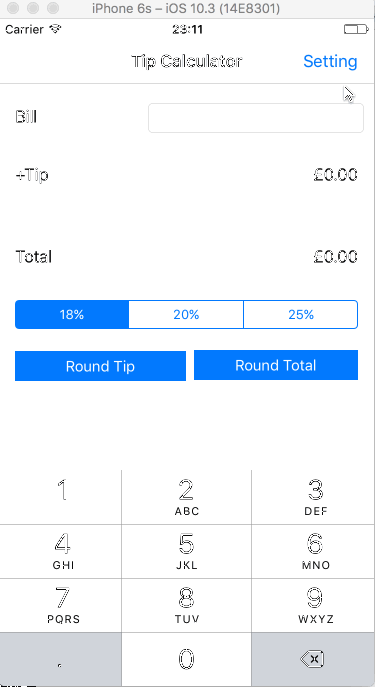 iPhone 6s – iOS 10.3 (14E8301)
Carrier 23:11
Tip Calculator Setting
Bill
+Tip £0.00
Total £0.00
18% 20% 25%
Round Tip Round Total
1 2 3
ABC DEF
4 5 6
GHI JKL MNO
7 8 9
PQRS TUV WXYZ
. 0